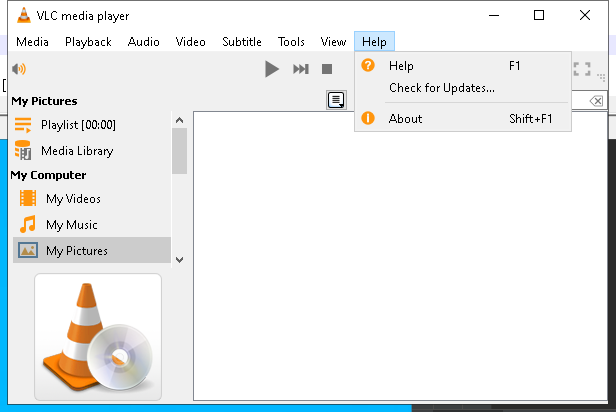 VLC media player
Media Playback Audio Video Subtitle Tools View Help
Help F1
Check for Updates...
About Shift+F1
My Pictures
Playlist [00:00]
Media Library
My Computer
My Videos
My Music
My Pictures